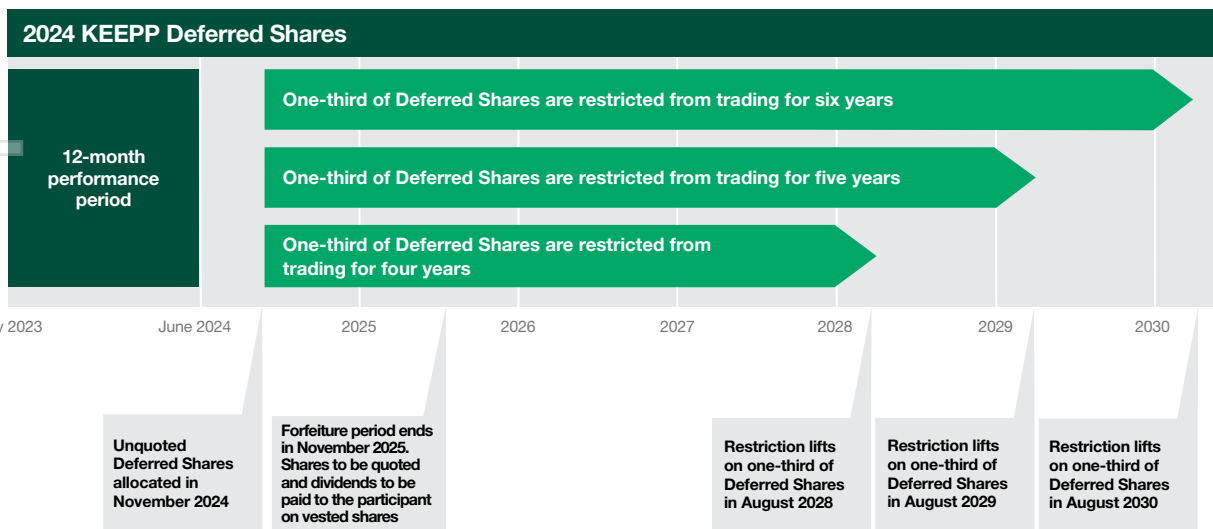 2024 KEEPP Deferred Shares
12-month
performance
period
One-third of Deferred Shares are restricted from trading for six years
One-third of Deferred Shares are restricted from trading for five years
One-third of Deferred Shares are restricted from
trading for four years
2023
June 2024
2025
2026
2027
2028
2029
2030
Unquoted
Deferred Shares
allocated in
November 2024
Forfeiture period ends
in November 2025.
Shares to be quoted
and dividends to be
paid to the participant
on vested shares
Restriction lifts
on one-third of
Deferred Shares
in August 2028
Restriction lifts
on one-third of
Deferred Shares
in August 2029
Restriction lifts
on one-third of
Deferred Shares
in August 2030